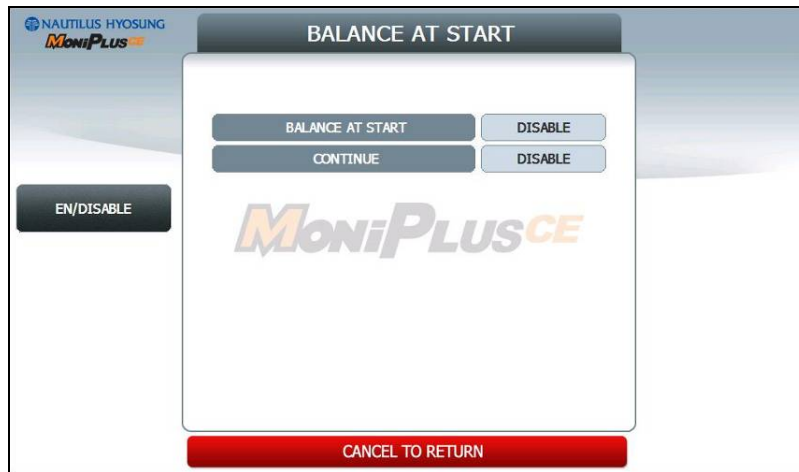 NAUTILUS HYOSUNG
MoniPlusCE
BALANCE AT START
BALANCE AT START DISABLE
CONTINUE DISABLE
EN/DISABLE
MoniPlusCE
CANCEL TO RETURN